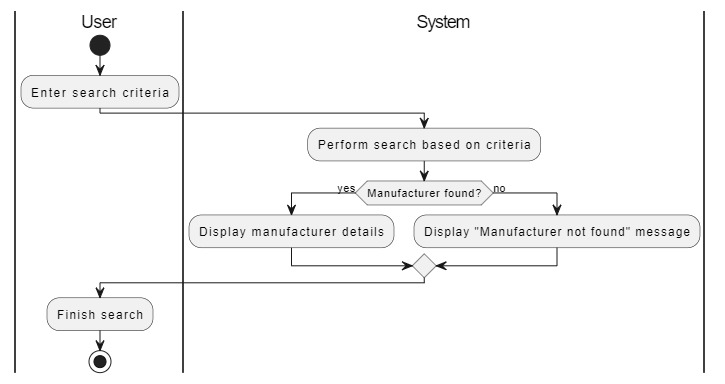 User
System
Enter search criteria
Perform search based on criteria
yes
Manufacturer found?
no
Display manufacturer details
Display "Manufacturer not found" message
Finish search